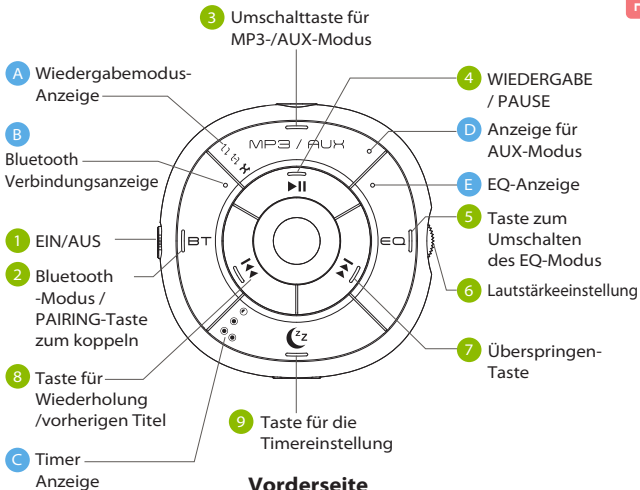 3 Umschalttaste für
MP3-/AUX-Modus
A Wiedergabemodus-
Anzeige
4 WIEDERGABE
/ PAUSE
B
Bluetooth
Verbindungsanzeige
D Anzeige für
AUX-Modus
E EQ-Anzeige
MP3 / AUX
1 EIN/AUS
BT
EQ
5 Taste zum
Umschalten
des EQ-Modus
2 Bluetooth
-Modus /
PAIRING-Taste
zum koppeln
6 Lautstärkeeinstellung
zZ
7 Überspringen-
Taste
8 Taste für
Wiederholung
/vorherigen Titel
9 Taste für die
Timereinstellung
C Timer
Anzeige
Vorderseite